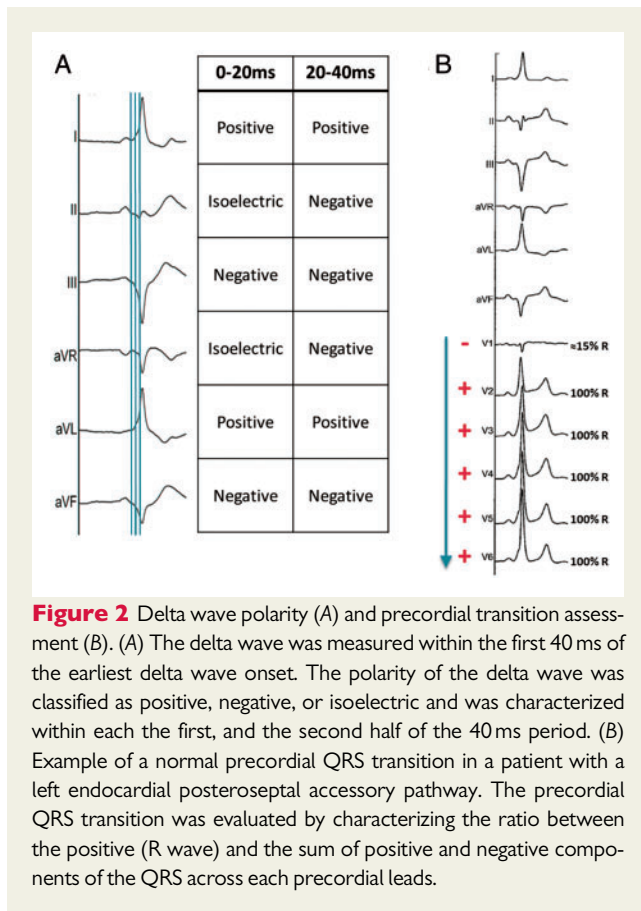 A
0-20ms 20-40ms
I Positive Positive
II Isoelectric Negative
III Negative Negative
aVR Isoelectric Negative
aVL Positive Positive
aVF Negative Negative
B
I
II
III
aVR
aVL
aVF
- V1 ≈15% R
+ V2 100% R
+ V3 100% R
+ V4 100% R
+ V5 100% R
+ V6 100% R
Figure 2 Delta wave polarity (A) and precordial transition assess-
ment (B). (A) The delta wave was measured within the first 40 ms of
the earliest delta wave onset. The polarity of the delta wave was
classified as positive, negative, or isoelectric and was characterized
within each the first, and the second half of the 40 ms period. (B)
Example of a normal precordial QRS transition in a patient with a
left endocardial posteroseptal accessory pathway. The precordial
QRS transition was evaluated by characterizing the ratio between
the positive (R wave) and the sum of positive and negative compo-
nents of the QRS across each precordial leads.